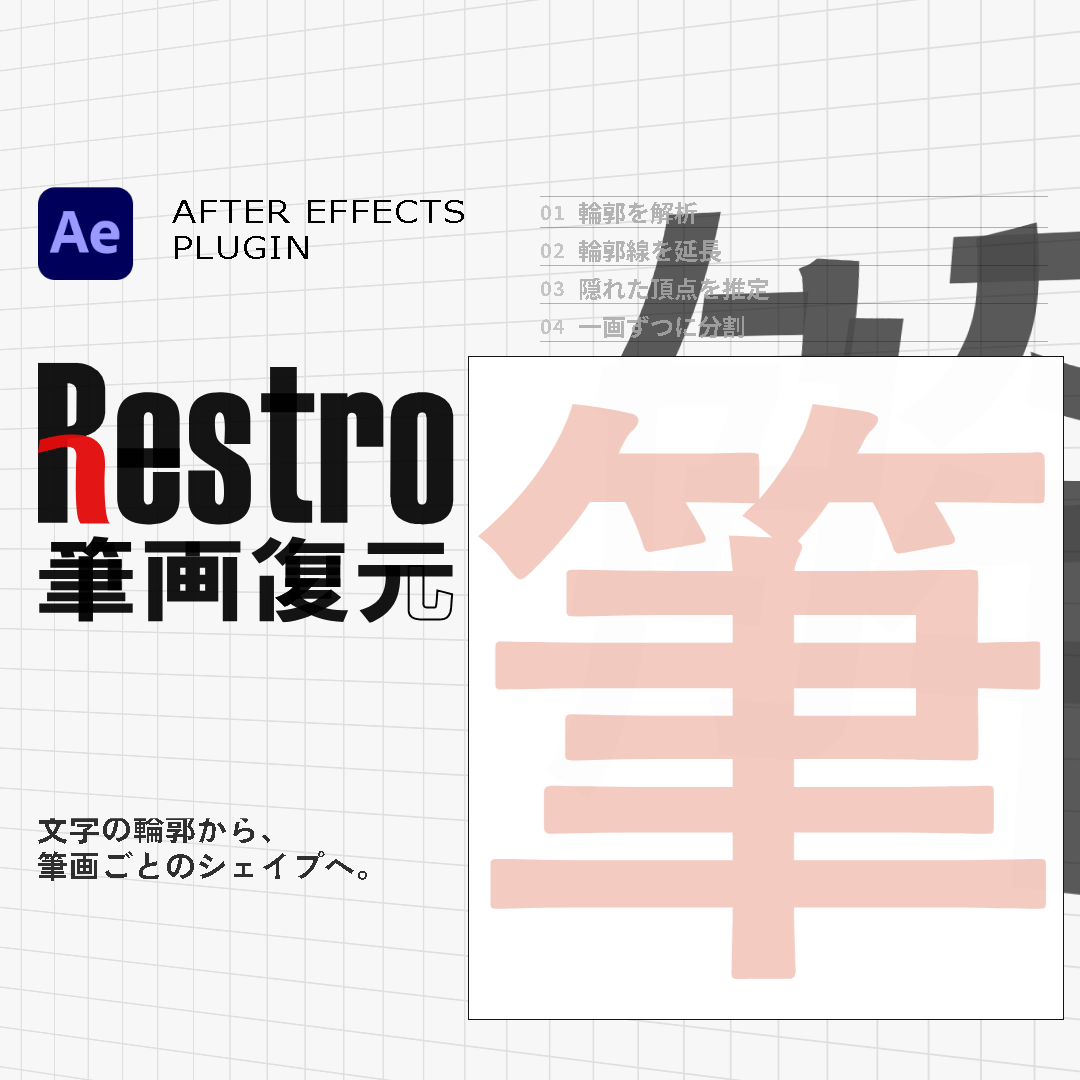 Ae
AFTER EFFECTS
PLUGIN
01 輪郭を解析
02 輪郭線を延長
03 隠れた頂点を推定
04 一画ずつに分割
Restro
筆画復元
筆
文字の輪郭から、
筆画ごとのシェイプへ。